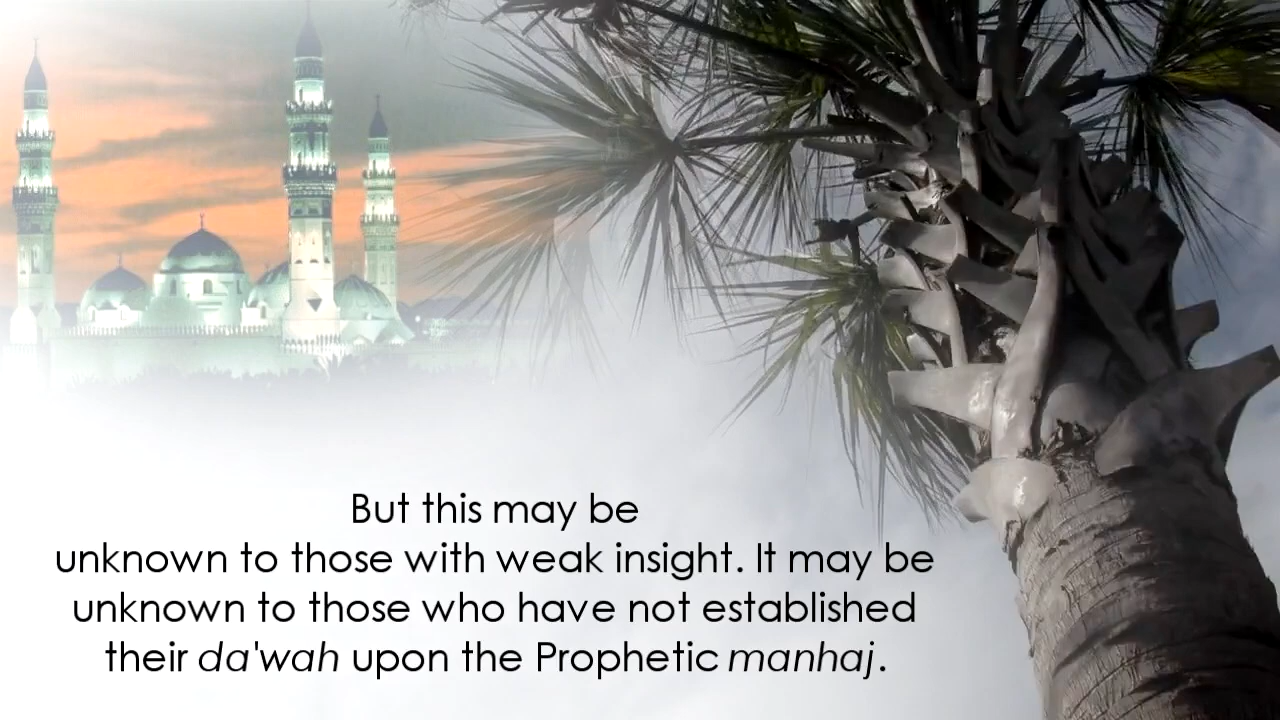 But this may be
unknown to those with weak insight. It may be
unknown to those who have not established
their da'wah upon the Prophetic manhaj.